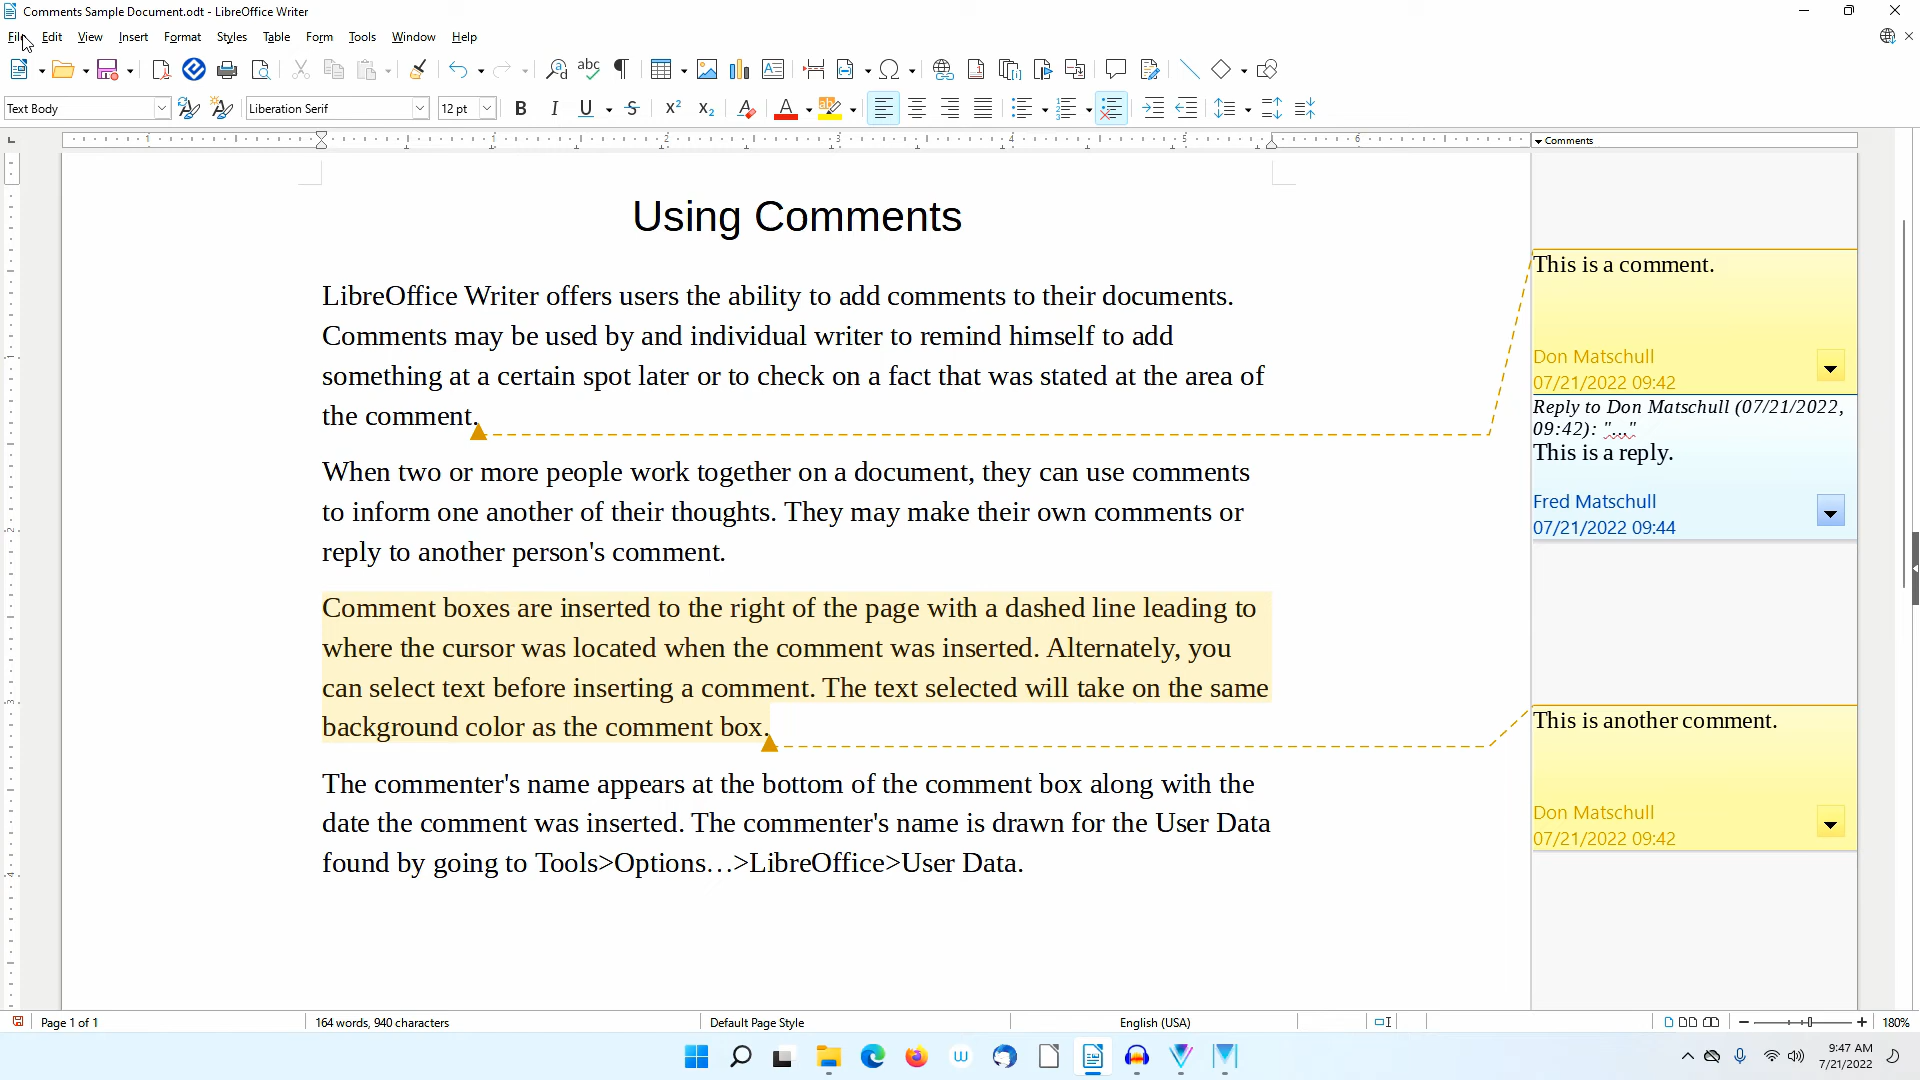 Comments Sample Document.odt - LibreOffice Writer
File Edit View Insert Format Styles Table Form Tools Window Help
Text Body
Liberation Serif
12 pt
1 1 2 3 4 5 6
Comments
Using Comments
LibreOffice Writer offers users the ability to add comments to their documents.
Comments may be used by and individual writer to remind himself to add
something at a certain spot later or to check on a fact that was stated at the area of
the comment.
When two or more people work together on a document, they can use comments
to inform one another of their thoughts. They may make their own comments or
reply to another person's comment.
Comment boxes are inserted to the right of the page with a dashed line leading to
where the cursor was located when the comment was inserted. Alternately, you
can select text before inserting a comment. The text selected will take on the same
background color as the comment box.
The commenter's name appears at the bottom of the comment box along with the
date the comment was inserted. The commenter's name is drawn for the User Data
found by going to Tools>Options…>LibreOffice>User Data.
This is a comment.
Don Matschull
07/21/2022 09:42
Reply to Don Matschull (07/21/2022,
09:42): "..."
This is a reply.
Fred Matschull
07/21/2022 09:44
This is another comment.
Don Matschull
07/21/2022 09:42
1
2
3
4
Page 1 of 1
164 words, 940 characters
Default Page Style
English (USA)
180%
9:47 AM
7/21/2022